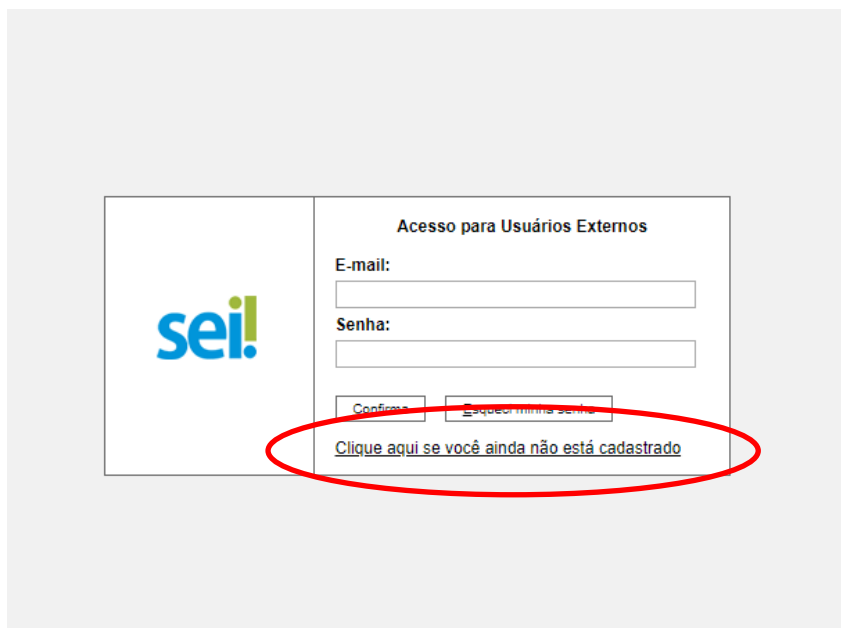 Acesso para Usuários Externos
E-mail:
sei!
Senha:
Confirma Esqueci minha senha
Clique aqui se você ainda não está cadastrado